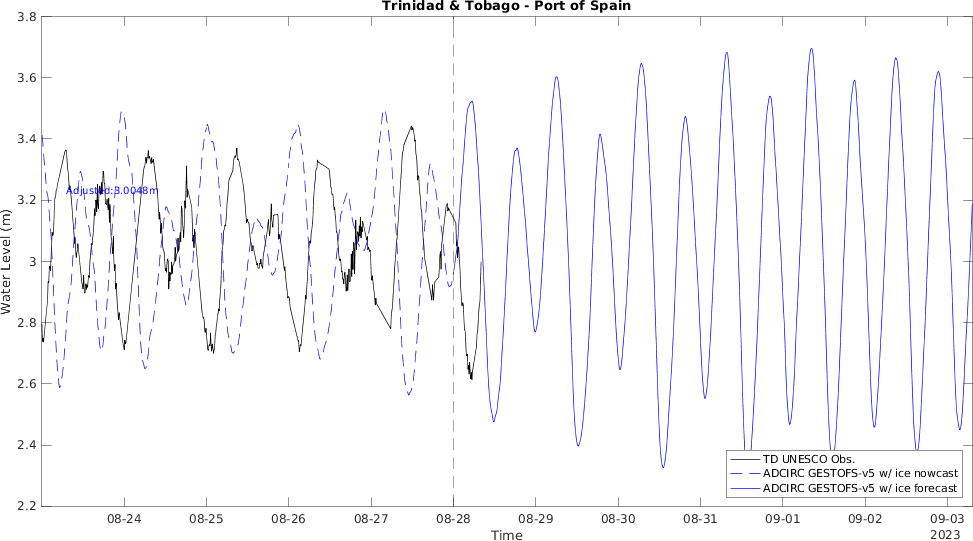 Trinidad & Tobago - Port of Spain
3.8
3.6
3.4
3.2
3
2.8
2.6
2.4
2.2
Water Level (m)
Adjusted:3.0048m
TD UNESCO Obs.
ADCIRC GESTOFS-v5 w/ ice nowcast
ADCIRC GESTOFS-v5 w/ ice forecast
08-24 08-25 08-26 08-27 08-28 08-29 08-30 08-31 09-01 09-02 09-03
2023
Time